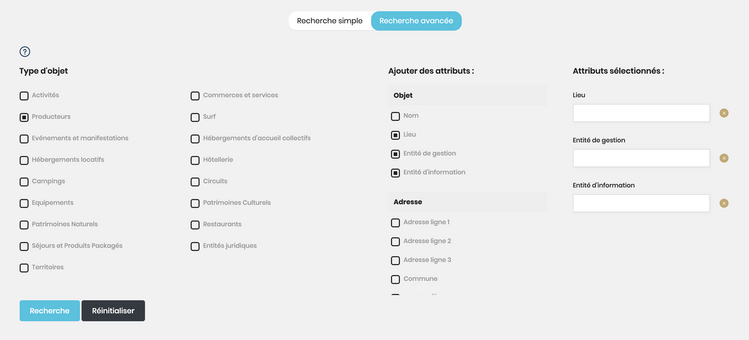 Recherche simple
Recherche avancée
?
Type d'objet
Activités
Producteurs
Evénements et manifestations
Hébergements locatifs
Campings
Equipements
Patrimoines Naturels
Séjours et Produits Packagés
Territoires
Commerces et services
Surf
Hébergements d'accueil collectifs
Hôtellerie
Circuits
Patrimoines Culturels
Restaurants
Entités juridiques
Recherche
Réinitialiser
Ajouter des attributs :
Objet
Nom
Lieu
Entité de gestion
Entité d'information
Adresse
Adresse ligne 1
Adresse ligne 2
Adresse ligne 3
Commune
Attributs sélectionnés :
Lieu
Entité de gestion
Entité d'information